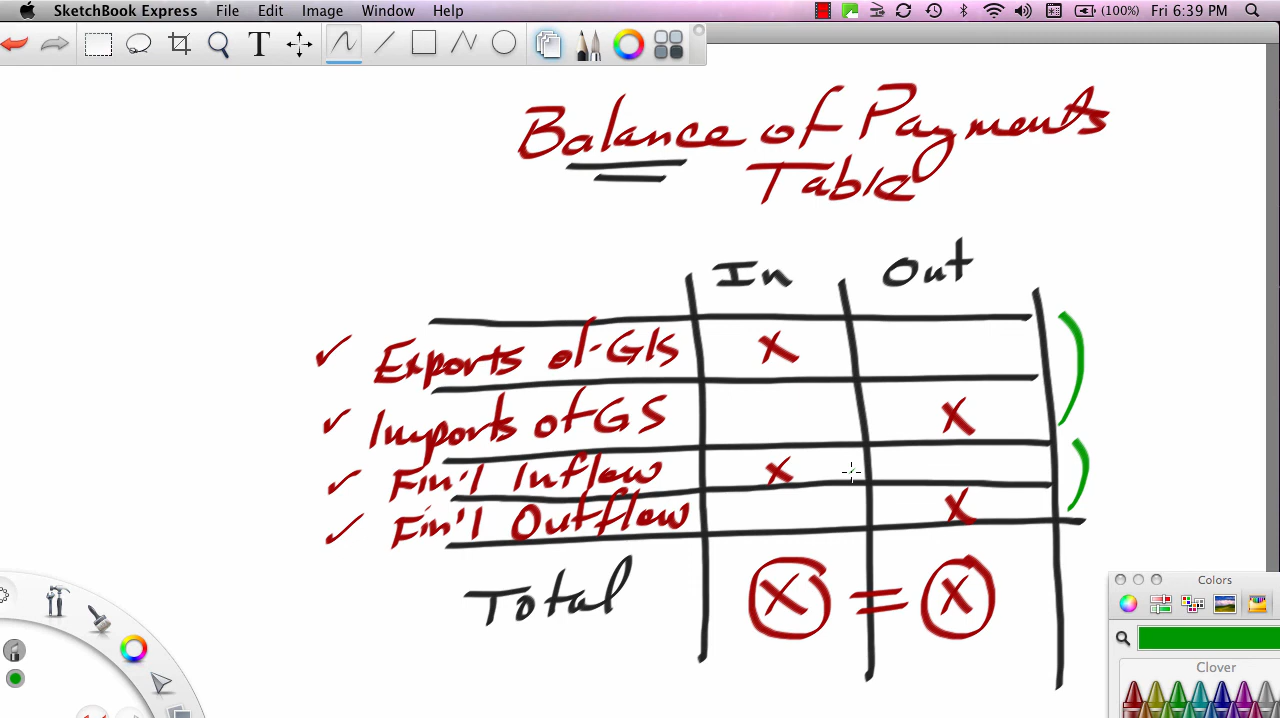 SketchBook Express File Edit Image Window Help (100%) Fri 6:39 PM
T
Balance of Payments
Table
In Out
✓ Exports of G&S X
✓ Imports of GS X
✓ Fin'l Inflow X
✓ Fin'l Outflow X
Total X = X
Colors
Clover